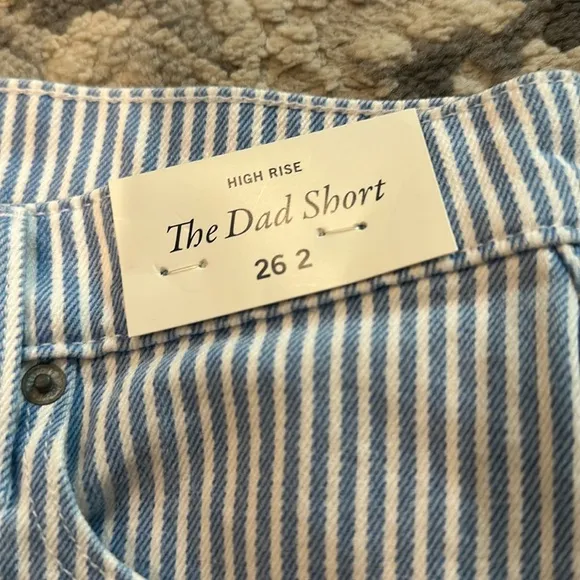 HIGH RISE
The Dad Short
26 2